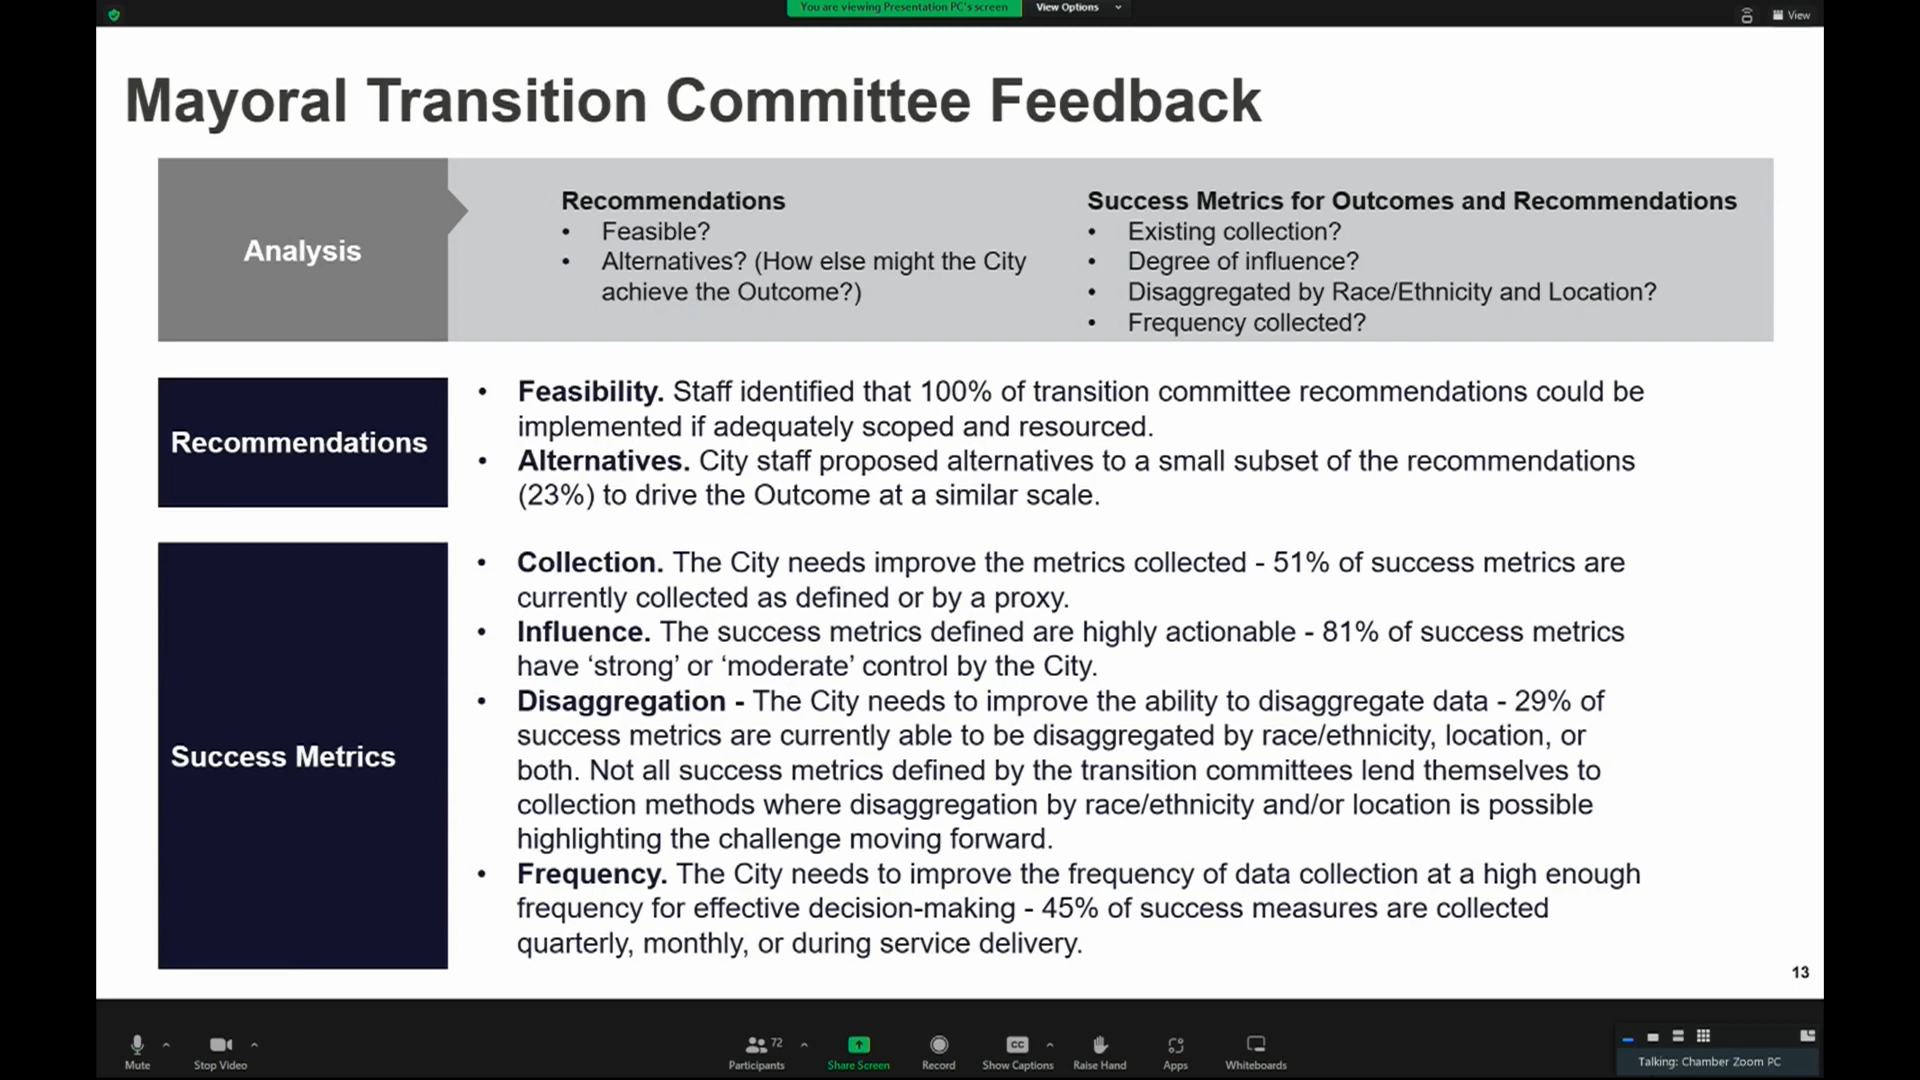 You are viewing Presentation PC's screen
View Options
View
Mayoral Transition Committee Feedback
Analysis
Recommendations
• Feasible?
• Alternatives? (How else might the City
achieve the Outcome?)
Success Metrics for Outcomes and Recommendations
• Existing collection?
• Degree of influence?
• Disaggregated by Race/Ethnicity and Location?
• Frequency collected?
Recommendations
• Feasibility. Staff identified that 100% of transition committee recommendations could be
implemented if adequately scoped and resourced.
• Alternatives. City staff proposed alternatives to a small subset of the recommendations
(23%) to drive the Outcome at a similar scale.
Success Metrics
• Collection. The City needs improve the metrics collected - 51% of success metrics are
currently collected as defined or by a proxy.
• Influence. The success metrics defined are highly actionable - 81% of success metrics
have ‘strong’ or ‘moderate’ control by the City.
• Disaggregation - The City needs to improve the ability to disaggregate data - 29% of
success metrics are currently able to be disaggregated by race/ethnicity, location, or
both. Not all success metrics defined by the transition committees lend themselves to
collection methods where disaggregation by race/ethnicity and/or location is possible
highlighting the challenge moving forward.
• Frequency. The City needs to improve the frequency of data collection at a high enough
frequency for effective decision-making - 45% of success measures are collected
quarterly, monthly, or during service delivery.
13
Mute
Stop Video
72
Participants
Share Screen
Record
CC
Show Captions
Raise Hand
Apps
Whiteboards
Talking: Chamber Zoom PC